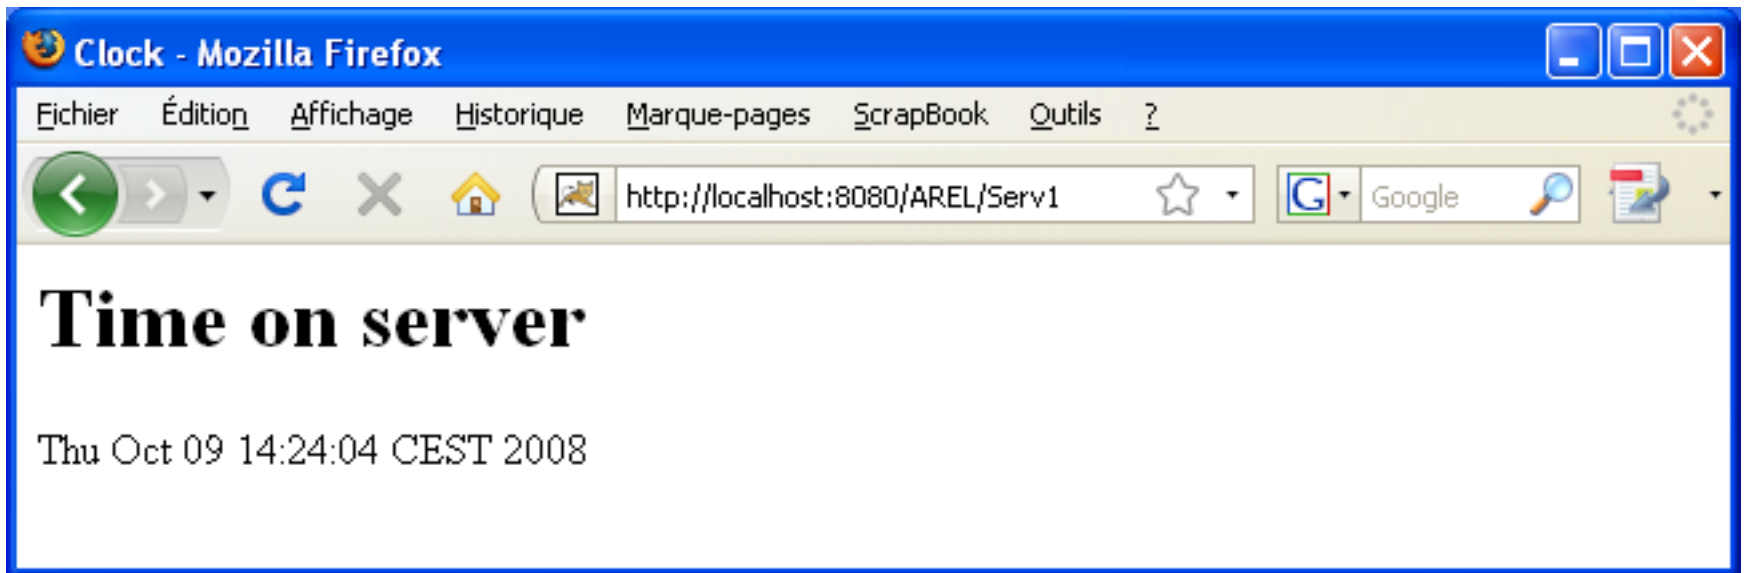 Clock - Mozilla Firefox
Fichier Édition Affichage Historique Marque-pages ScrapBook Outils ?
http://localhost:8080/AREL/Serv1 G Google
Time on server
Thu Oct 09 14:24:04 CEST 2008